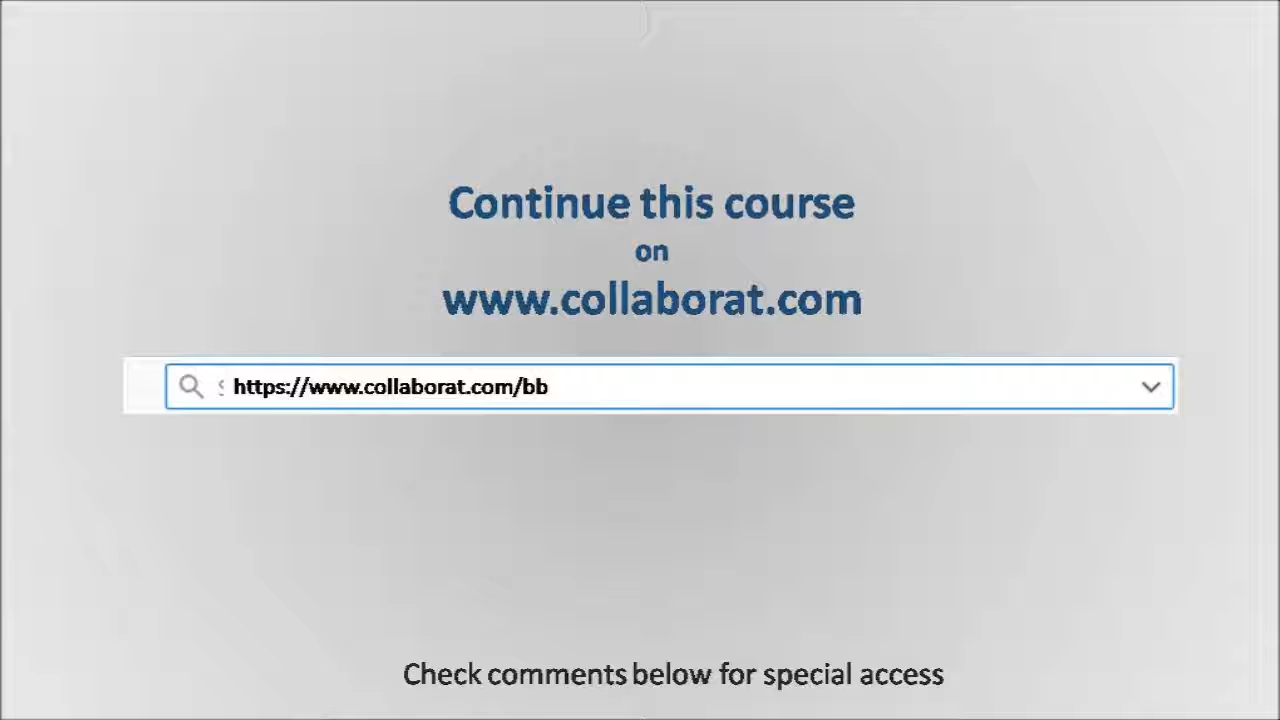 Continue this course
on
www.collaborat.com
https://www.collaborat.com/bb
Check comments below for special access